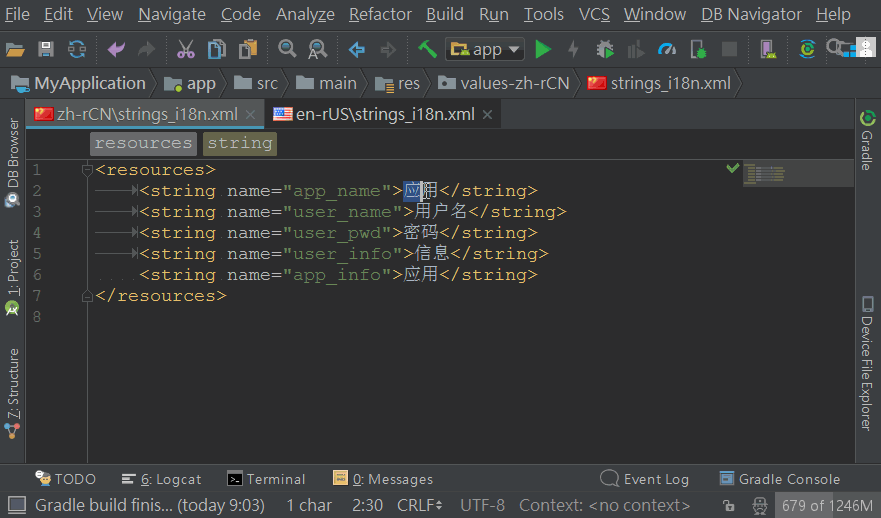 File Edit View Navigate Code Analyze Refactor Build Run Tools VCS Window DB Navigator Help
app
MyApplication app src main res values-zh-rCN strings_i18n.xml
zh-rCN\strings_i18n.xml en-rUS\strings_i18n.xml
resources string
1 <resources>
2 <string name="app_name">应用</string>
3 <string name="user_name">用户名</string>
4 <string name="user_pwd">密码</string>
5 <string name="user_info">信息</string>
6 <string name="app_info">应用</string>
7 </resources>
8
DB Browser
1: Project
7: Structure
Gradle
Device File Explorer
TODO 6: Logcat Terminal 0: Messages Event Log Gradle Console
Gradle build finis... (today 9:03) 1 char 2:30 CRLF UTF-8 Context: <no context> 679 of 1246M